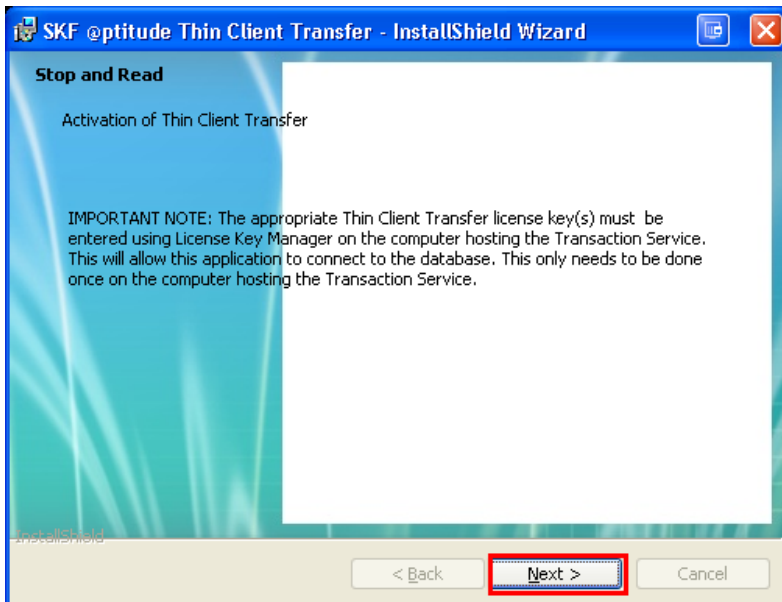 SKF @ptitude Thin Client Transfer - InstallShield Wizard
Stop and Read
Activation of Thin Client Transfer
IMPORTANT NOTE: The appropriate Thin Client Transfer license key(s) must be
entered using License Key Manager on the computer hosting the Transaction Service.
This will allow this application to connect to the database. This only needs to be done
once on the computer hosting the Transaction Service.
InstallShield
< Back
Next >
Cancel